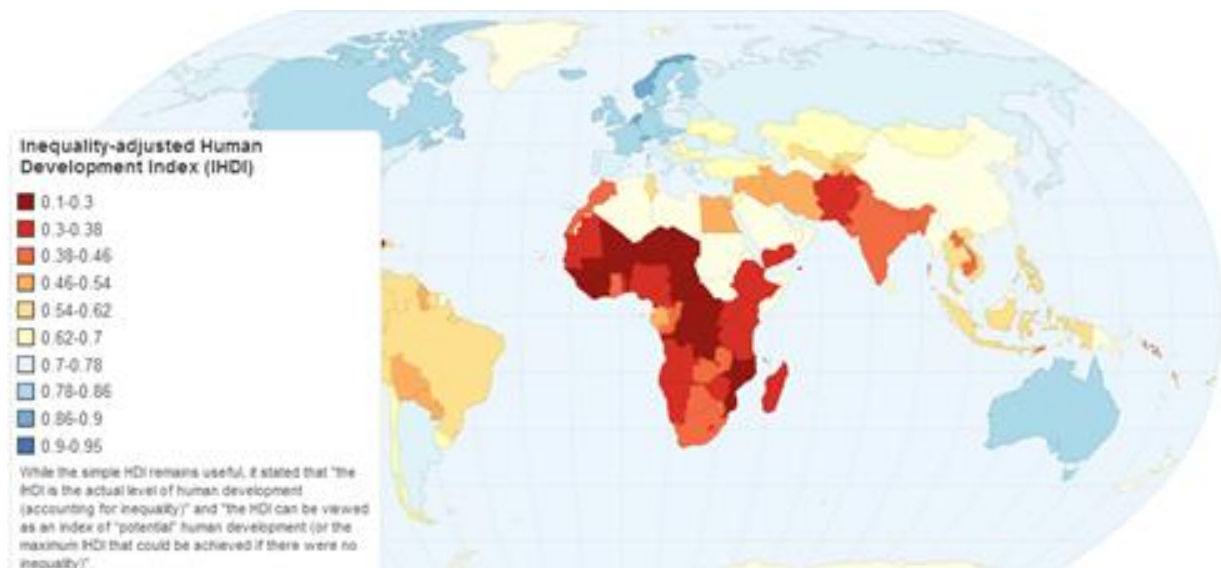 Inequality-adjusted Human
Development Index (IHDI)
0.1-0.3
0.3-0.38
0.38-0.46
0.46-0.54
0.54-0.62
0.62-0.7
0.7-0.78
0.78-0.86
0.86-0.9
0.9-0.95
While the simple HDI remains useful, it stated that "the
IHDI is the actual level of human development
(accounting for inequality)" and "the HDI can be viewed
as an index of "potential" human development (or the
maximum IHDI that could be achieved if there were no
inequality)".